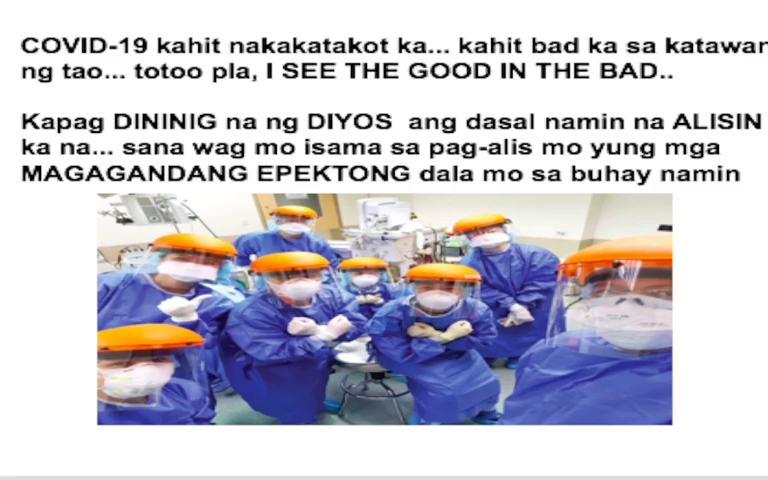 COVID-19 kahit nakakatakot ka... kahit bad ka sa katawan
ng tao... totoo pla, I SEE THE GOOD IN THE BAD..
Kapag DININIG na ng DIYOS ang dasal namin na ALISIN
ka na... sana wag mo isama sa pag-alis mo yung mga
MAGAGANDANG EPEKTONG dala mo sa buhay namin